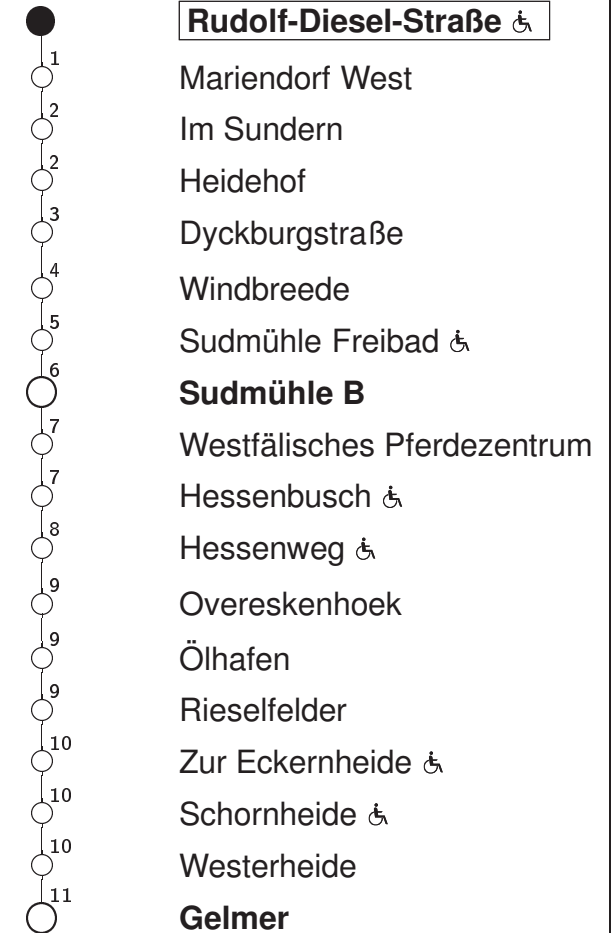 Rudolf-Diesel-Straße
1 Mariendorf West
2 Im Sundern
2 Heidehof
3 Dyckburgstraße
4 Windbreede
5 Sudmühle Freibad
6 Sudmühle B
7 Westfälisches Pferdezentrum
7 Hessenbusch
8 Hessenweg
9 Overeskenhoek
9 Ölhafen
9 Rieselfelder
10 Zur Eckernheide
10 Schornheide
10 Westerheide
11 Gelmer